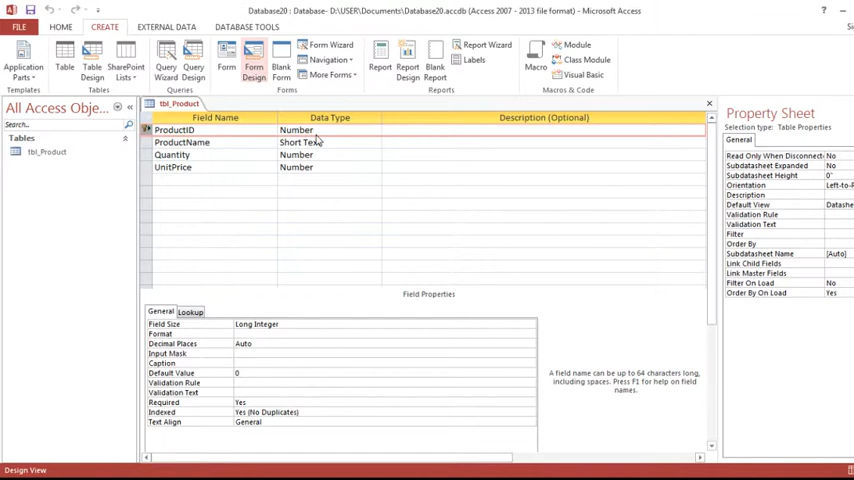 Database20 : Database- D:\USER\Documents\Database20.accdb (Access 2007 - 2013 file format) - Microsoft Access
FILE HOME CREATE EXTERNAL DATA DATABASE TOOLS
Application Parts Table Table Design SharePoint Lists Query Wizard Query Design Form Form Design Blank Form Form Wizard Navigation More Forms Report Report Design Blank Report Report Wizard Labels Macro Module Class Module Visual Basic
Templates Tables Queries Forms Reports Macros & Code
All Access Obje...
Search...
Tables
tbl_Product
tbl_Product
Field Name Data Type Description (Optional)
ProductID Number
ProductName Short Text
Quantity Number
UnitPrice Number
Field Properties
General Lookup
Field Size Long Integer
Format
Decimal Places Auto
Input Mask
Caption
Default Value 0
Validation Rule
Validation Text
Required Yes
Indexed Yes (No Duplicates)
Text Align General
A field name can be up to 64 characters long,
including spaces. Press F1 for help on field
names.
Property Sheet
Selection type: Table Properties
General
Read Only When Disconnect No
Subdatasheet Expanded No
Subdatasheet Height 0"
Orientation Left-to-R
Description
Default View Datashe
Validation Rule
Validation Text
Filter
Order By
Subdatasheet Name [Auto]
Link Child Fields
Link Master Fields
Filter On Load No
Order By On Load Yes
Design View